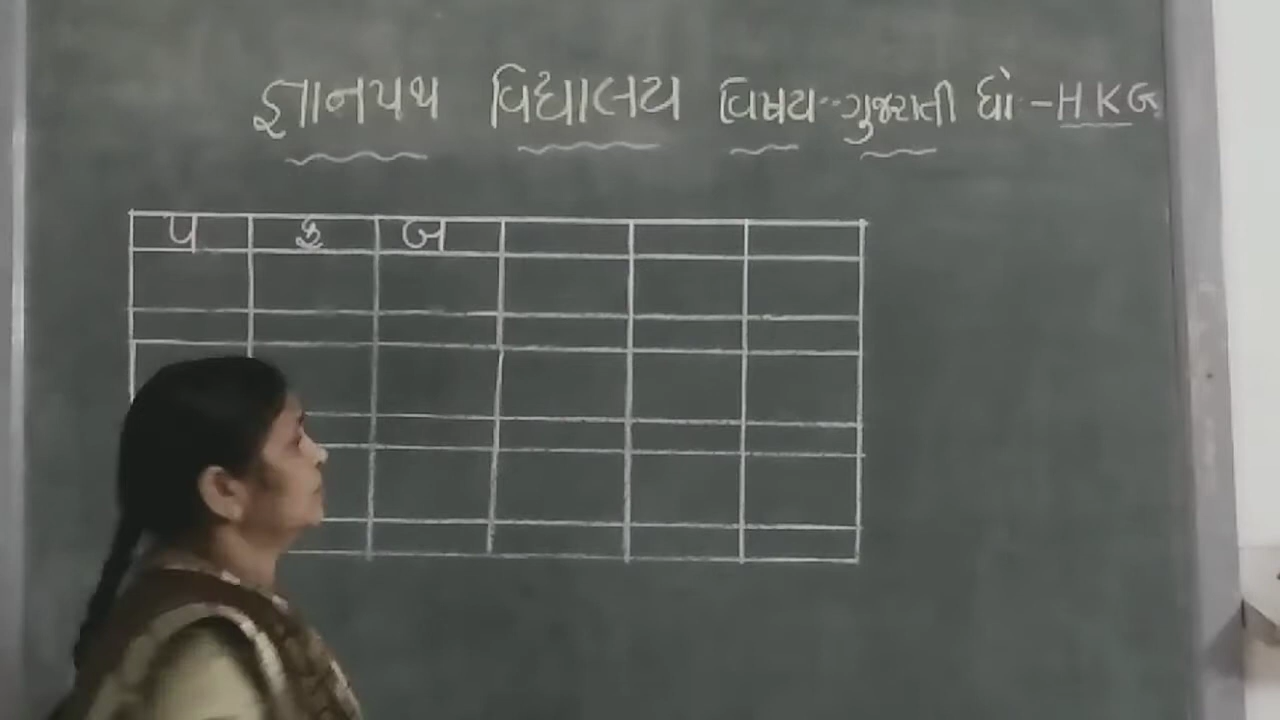 જ્ઞાનપથ વિદ્યાલય વિષય - ગુજરાતી ધો - HKG
પ ફ બ